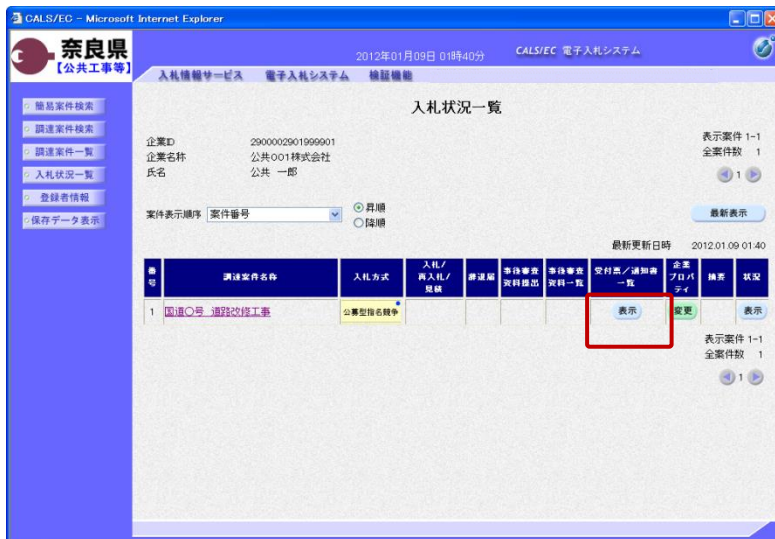 CALS/EC - Microsoft Internet Explorer
奈良県
【公共工事等】
2012年01月09日 01時40分
CALS/EC 電子入札システム
入札情報サービス 電子入札システム 検証機能
簡易案件検索
調達案件検索
調達案件一覧
入札状況一覧
登録者情報
保存データ表示
入札状況一覧
企業ID 2900002901999901
企業名称 公共001株式会社
氏名 公共 一郎
表示案件 1-1
全案件数 1
1
案件表示順序 案件番号
昇順
降順
最新表示
最新更新日時 2012.01.09 01:40
番号 調達案件名称 入札方式 入札/再入札/見積 辞退届 事後審査資料提出 事後審査資料一覧 受付票/通知書一覧 企業プロパティ 摘要 状況
1 国道〇号 道路改修工事 公募型指名競争 表示 変更 表示
表示案件 1-1
全案件数 1
1